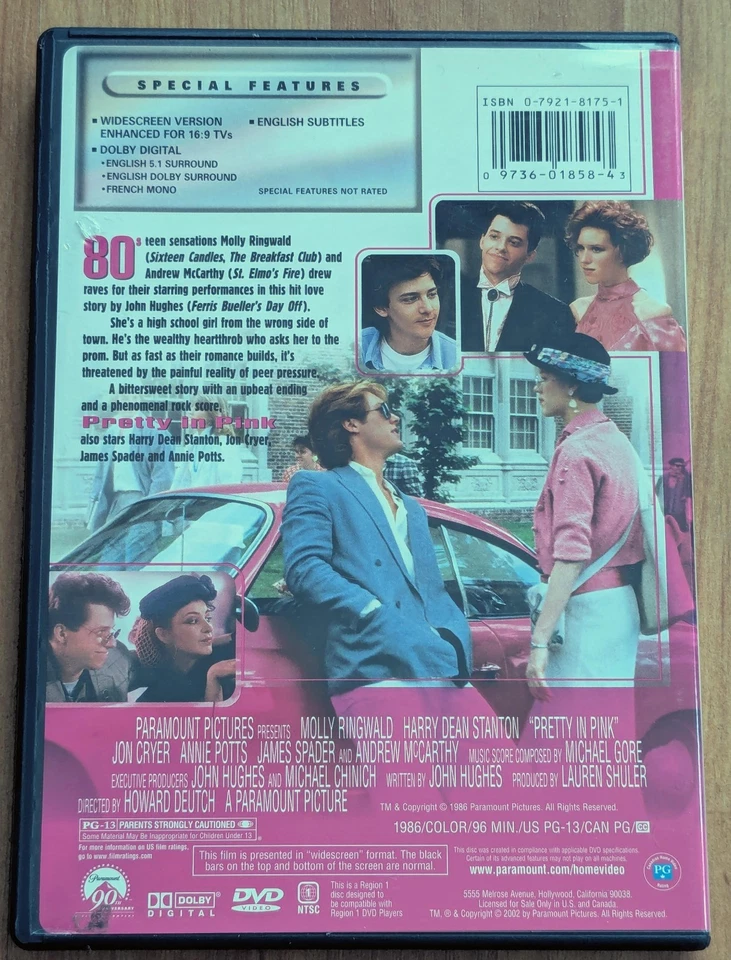 SPECIAL FEATURES
▪ WIDESCREEN VERSION
ENHANCED FOR 16:9 TVs
▪ DOLBY DIGITAL
• ENGLISH 5.1 SURROUND
• ENGLISH DOLBY SURROUND
• FRENCH MONO
▪ ENGLISH SUBTITLES
SPECIAL FEATURES NOT RATED
ISBN 0-7921-8175-1
0 9736-01858-4 3
80s teen sensations Molly Ringwald
(Sixteen Candles, The Breakfast Club) and
Andrew McCarthy (St. Elmo's Fire) drew
raves for their starring performances in this hit love
story by John Hughes (Ferris Bueller's Day Off).
She's a high school girl from the wrong side of
town. He's the wealthy heartthrob who asks her to the
prom. But as fast as their romance builds, it's
threatened by the painful reality of peer pressure.
A bittersweet story with an upbeat ending
and a phenomenal rock score,
Pretty in Pink
also stars Harry Dean Stanton, Jon Cryer,
James Spader and Annie Potts.
PARAMOUNT PICTURES PRESENTS MOLLY RINGWALD HARRY DEAN STANTON "PRETTY IN PINK"
JON CRYER ANNIE POTTS JAMES SPADER AND ANDREW McCARTHY MUSIC SCORE COMPOSED BY MICHAEL GORE
EXECUTIVE PRODUCERS JOHN HUGHES AND MICHAEL CHINICH WRITTEN BY JOHN HUGHES PRODUCED BY LAUREN SHULER
DIRECTED BY HOWARD DEUTCH A PARAMOUNT PICTURE
TM & Copyright © 1986 Paramount Pictures. All Rights Reserved.
PG-13 PARENTS STRONGLY CAUTIONED
Some Material May Be Inappropriate for Children Under 13
1986/COLOR/96 MIN./US PG-13/CAN PG/CC
For more information on US film ratings,
go to www.filmratings.com
This film is presented in "widescreen" format. The black
bars on the top and bottom of the screen are normal.
This disc was created in compliance with applicable DVD specifications.
Certain of its advanced features may not play on all machines.
www.paramount.com/homevideo
PG
Paramount
90th
DOLBY
DIGITAL
DVD
VIDEO
1
NTSC
This is a Region 1
disc designed to
be compatible with
Region 1 DVD Players
5555 Melrose Avenue, Hollywood, California 90038.
Licensed for Sale Only in U.S. and Canada.
TM, ® & Copyright © 2002 by Paramount Pictures. All Rights Reserved.